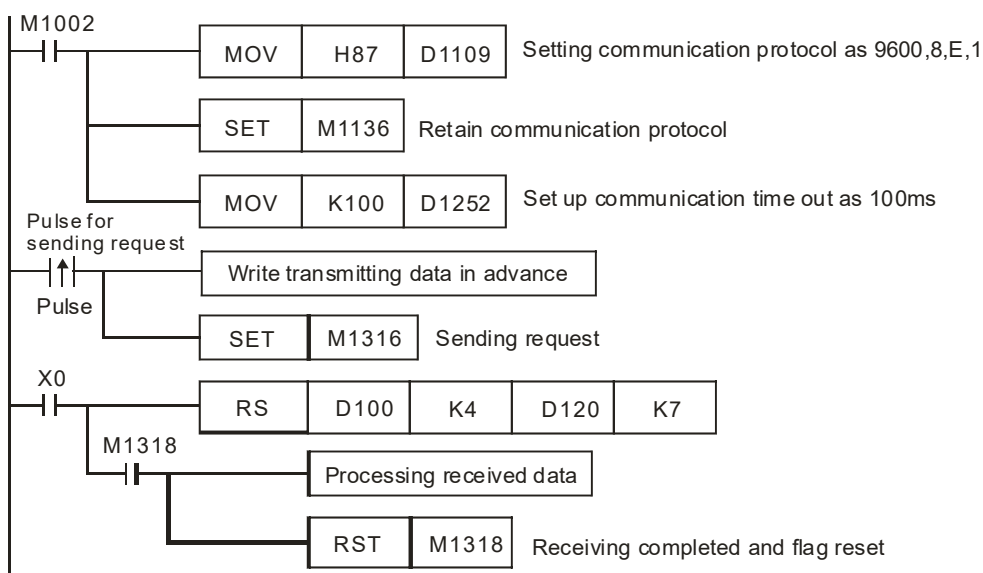 M1002
MOV H87 D1109 Setting communication protocol as 9600,8,E,1
SET M1136 Retain communication protocol
MOV K100 D1252 Set up communication time out as 100ms
Pulse for
sending request
Write transmitting data in advance
Pulse
SET M1316 Sending request
X0
RS D100 K4 D120 K7
M1318
Processing received data
RST M1318 Receiving completed and flag reset